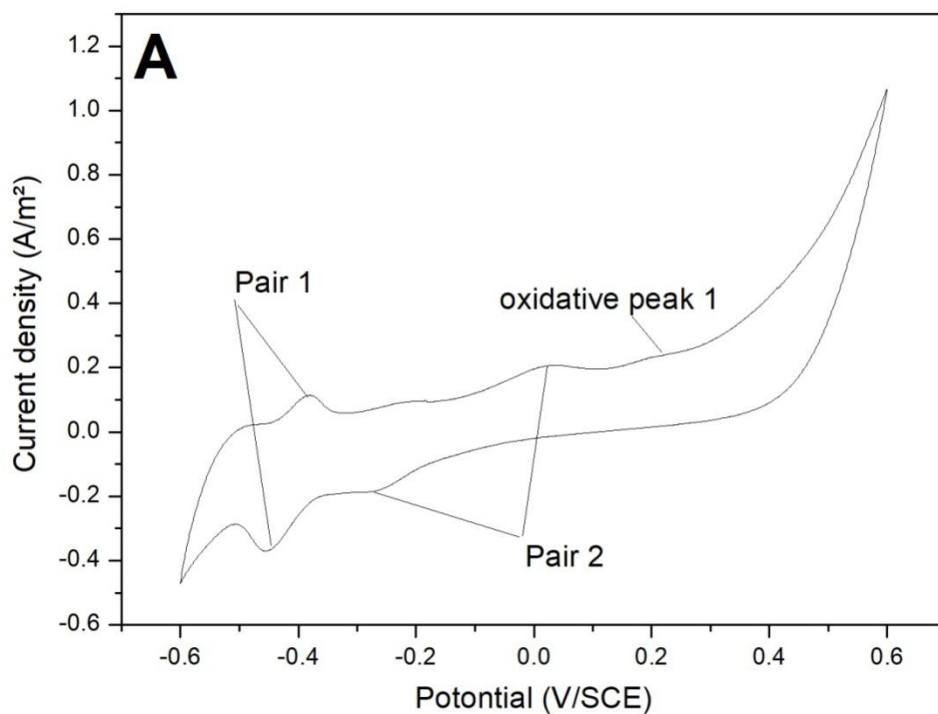 A
1.2
1.0
0.8
0.6
0.4
0.2
0.0
-0.2
-0.4
-0.6
Current density (A/m²)
Pair 1
oxidative peak 1
Pair 2
-0.6 -0.4 -0.2 0.0 0.2 0.4 0.6
Potontial (V/SCE)